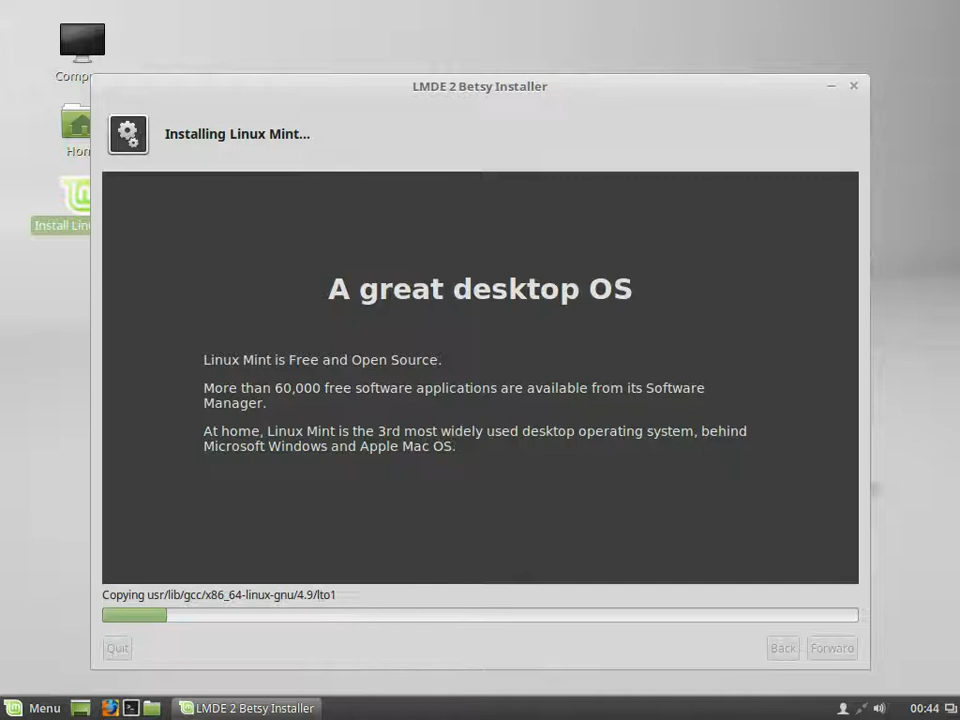 Comp
LMDE 2 Betsy Installer
Installing Linux Mint...
Hom
Install Linu
A great desktop OS
Linux Mint is Free and Open Source.
More than 60,000 free software applications are available from its Software
Manager.
At home, Linux Mint is the 3rd most widely used desktop operating system, behind
Microsoft Windows and Apple Mac OS.
Copying usr/lib/gcc/x86_64-linux-gnu/4.9/lto1
Quit
Back
Forward
Menu
LMDE 2 Betsy Installer
00:44